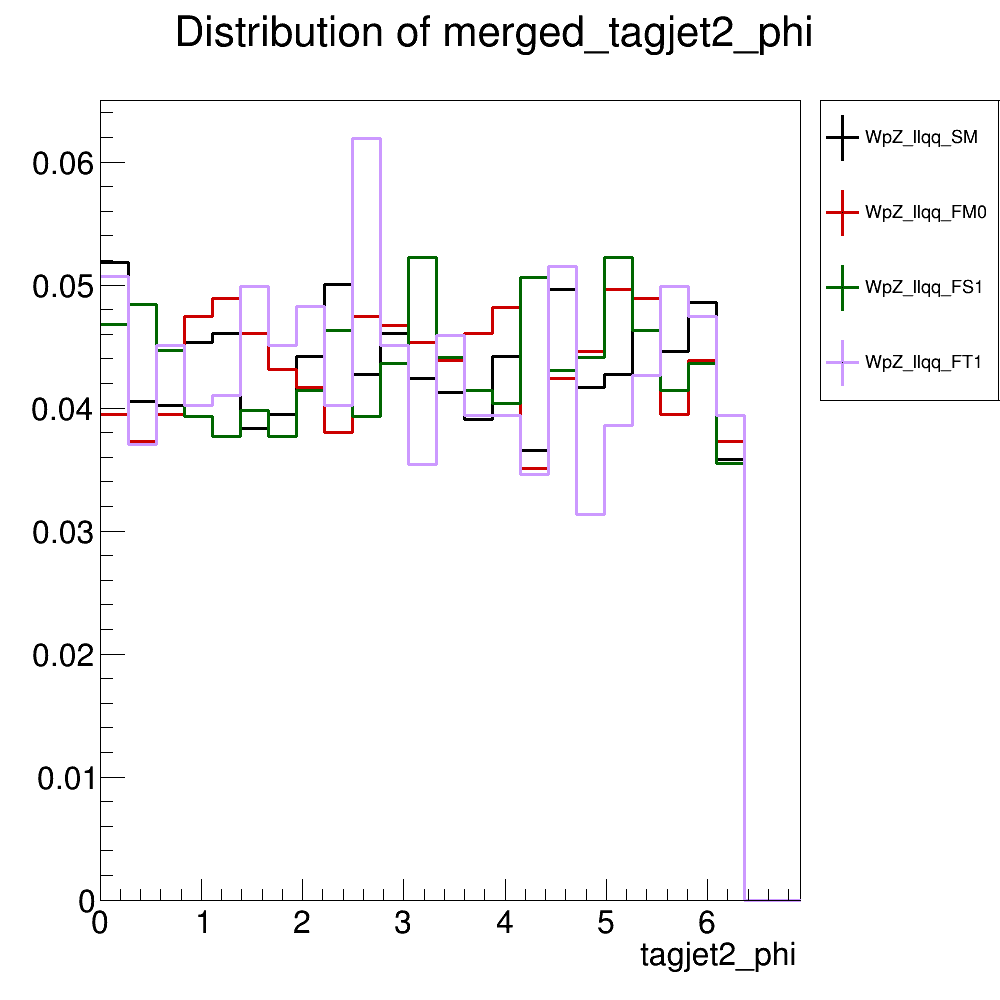 Distribution of merged_tagjet2_phi
WpZ_llqq_SM
WpZ_llqq_FM0
WpZ_llqq_FS1
WpZ_llqq_FT1
0.06
0.05
0.04
0.03
0.02
0.01
0
0 1 2 3 4 5 6
tagjet2_phi